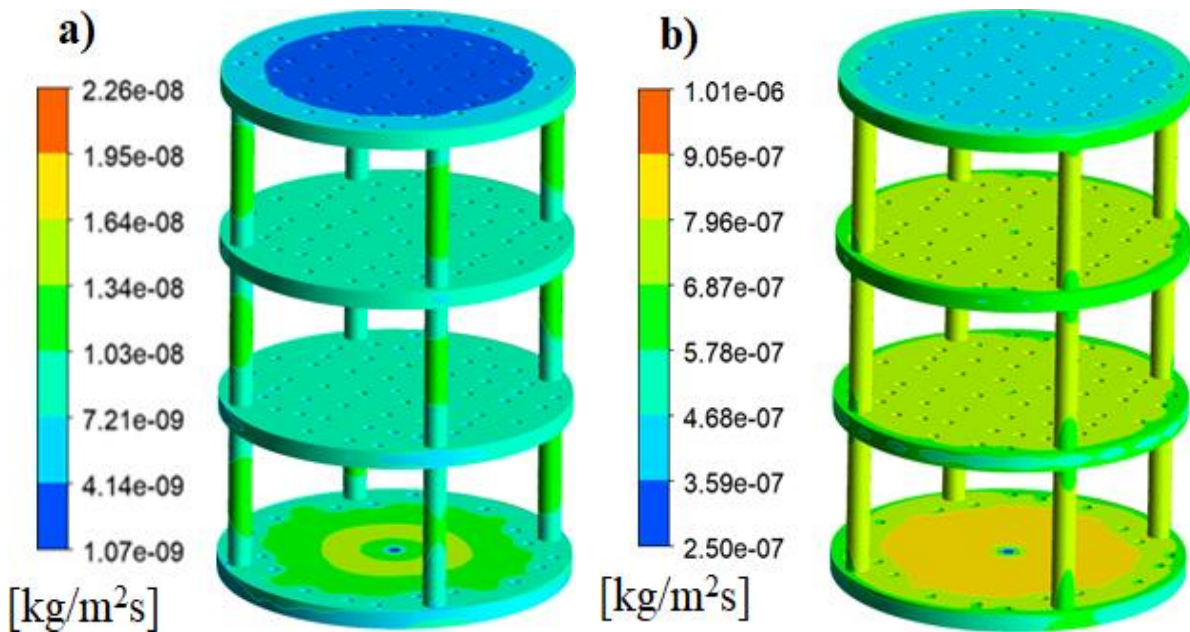 a)
2.26e-08
1.95e-08
1.64e-08
1.34e-08
1.03e-08
7.21e-09
4.14e-09
1.07e-09
[kg/m²s]
b)
1.01e-06
9.05e-07
7.96e-07
6.87e-07
5.78e-07
4.68e-07
3.59e-07
2.50e-07
[kg/m²s]